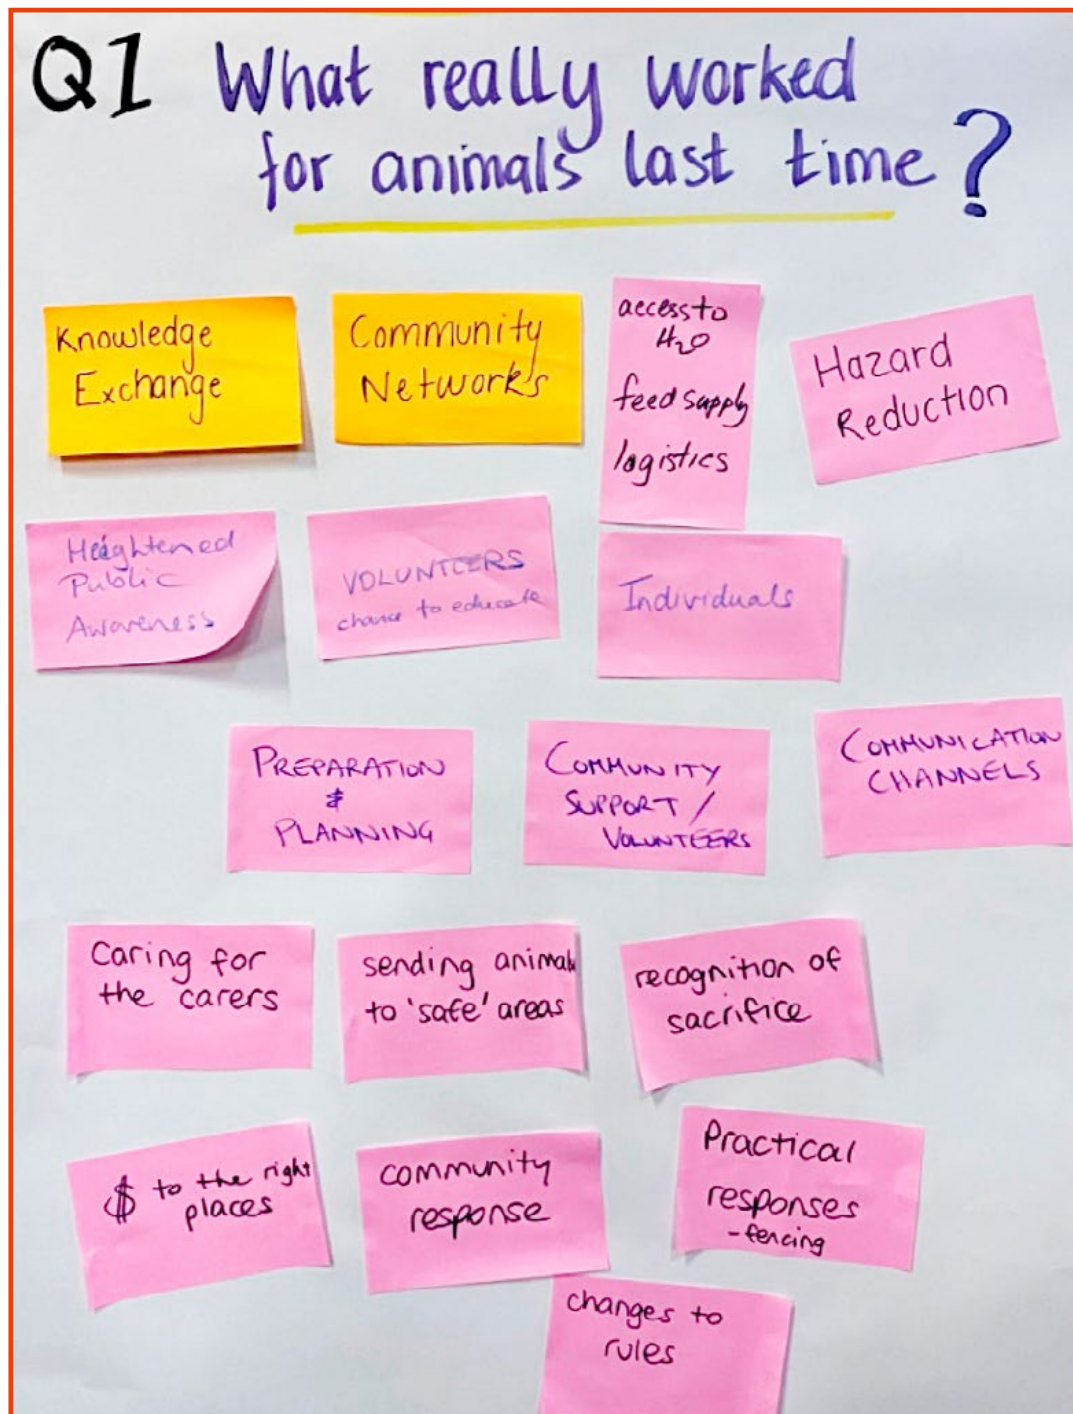 Q1 What really worked
for animals last time?
Knowledge
Exchange
Community
Networks
access to
H2O
feed supply
logistics
Hazard
Reduction
Heightened
Public
Awareness
VOLUNTEERS
chance to educate
Individuals
PREPARATION
&
PLANNING
COMMUNITY
SUPPORT /
VOLUNTEERS
COMMUNICATION
CHANNELS
Caring for
the carers
sending animals
to 'safe' areas
recognition of
sacrifice
$ to the right
places
community
response
Practical
responses
- fencing
changes to
rules